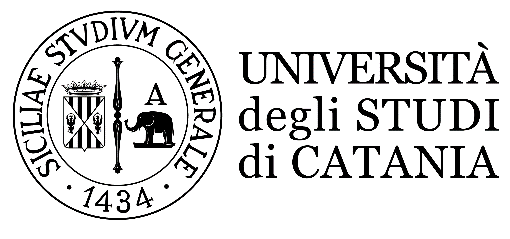 SICILIAE STVDIVM GENERALE
· 1434 ·
A
UNIVERSITÀ
degli STUDI
di CATANIA